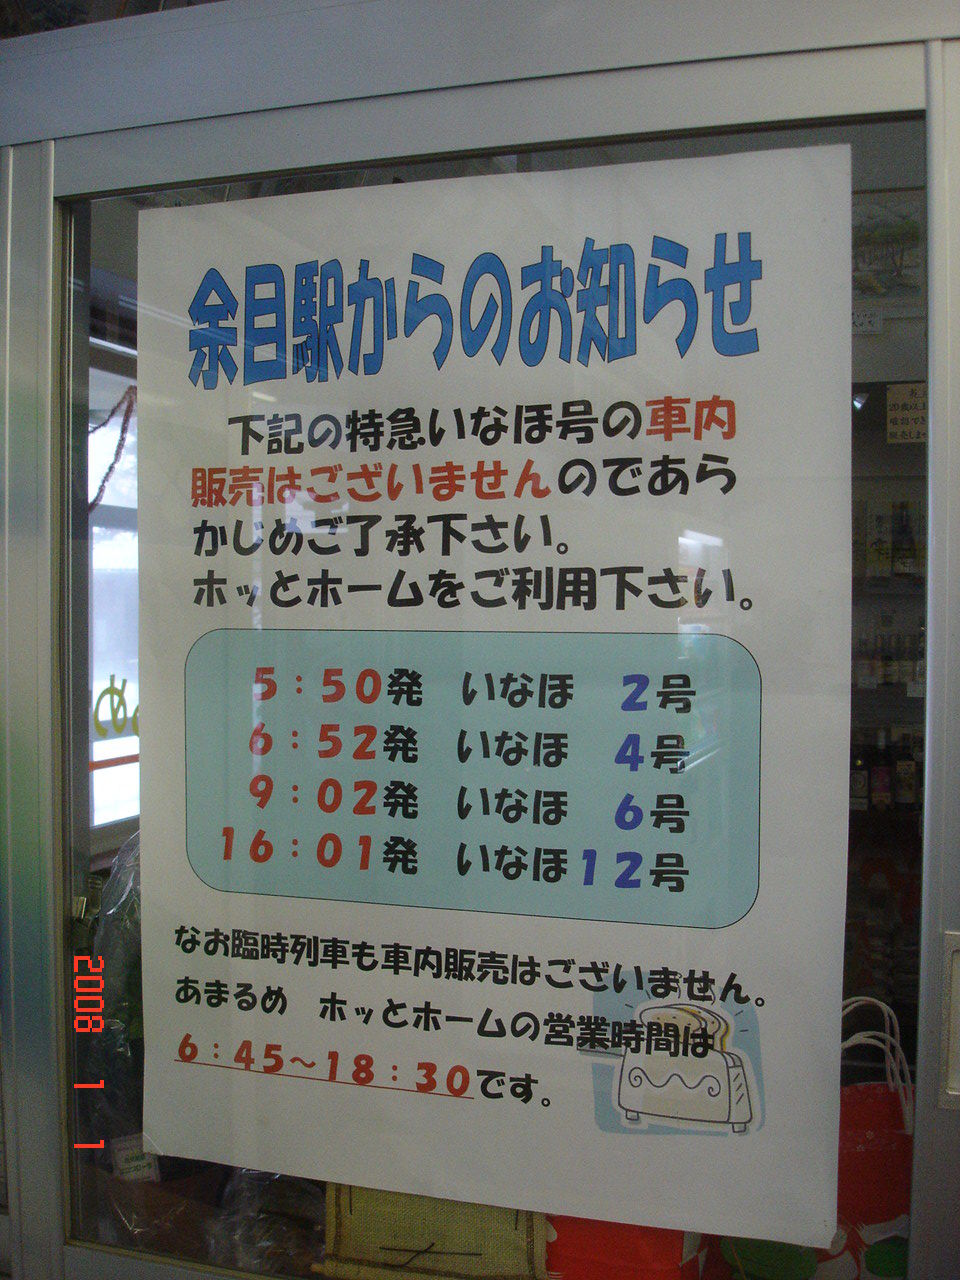 余目駅からのお知らせ
下記の特急いなほ号の車内
販売はございませんのであら
かじめご了承下さい。
ホッとホームをご利用下さい。
5：50発 いなほ 2号
6：52発 いなほ 4号
9：02発 いなほ 6号
16：01発 いなほ12号
なお臨時列車も車内販売はございません。
あまるめ ホッとホームの営業時間は
6：45～18：30です。
2008 1 1